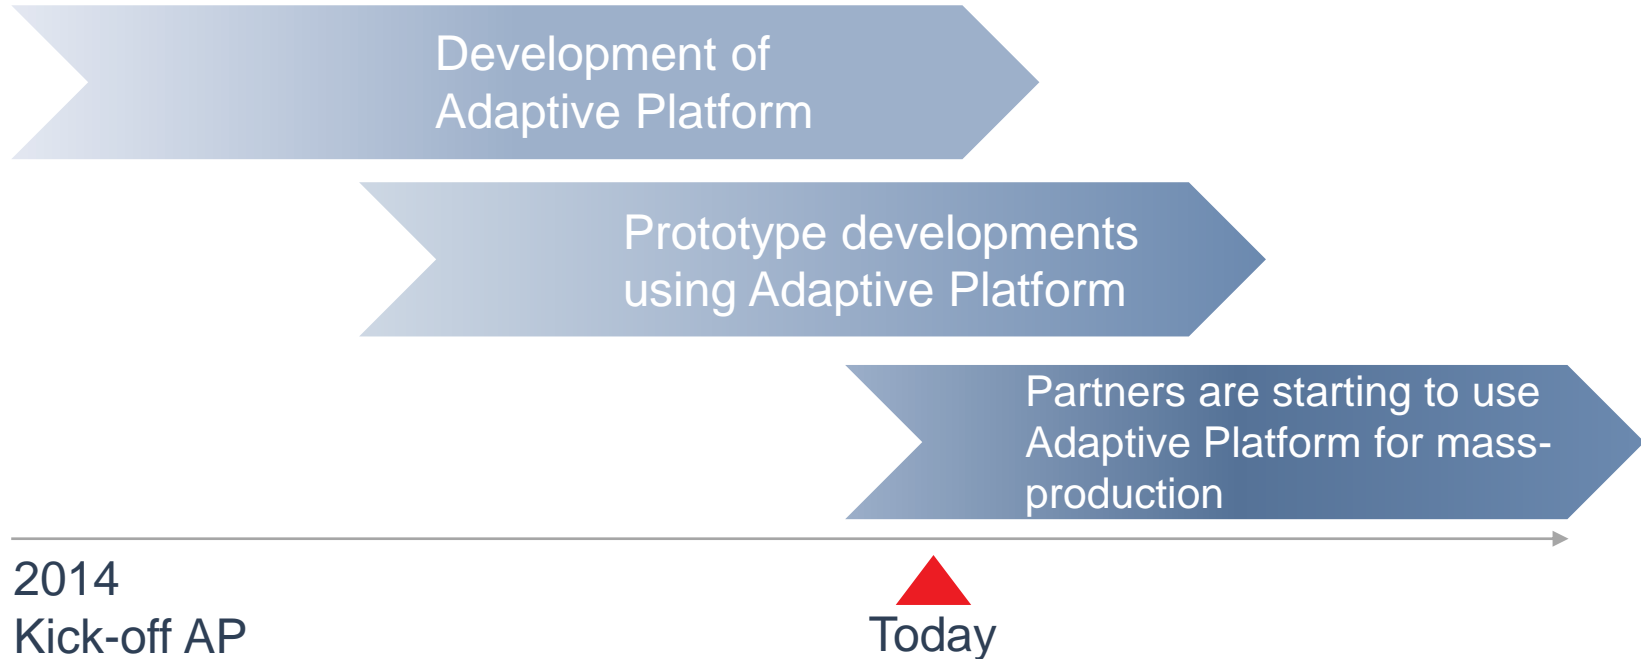 Development of
Adaptive Platform
Prototype developments
using Adaptive Platform
Partners are starting to use
Adaptive Platform for mass-
production
2014
Kick-off AP
Today